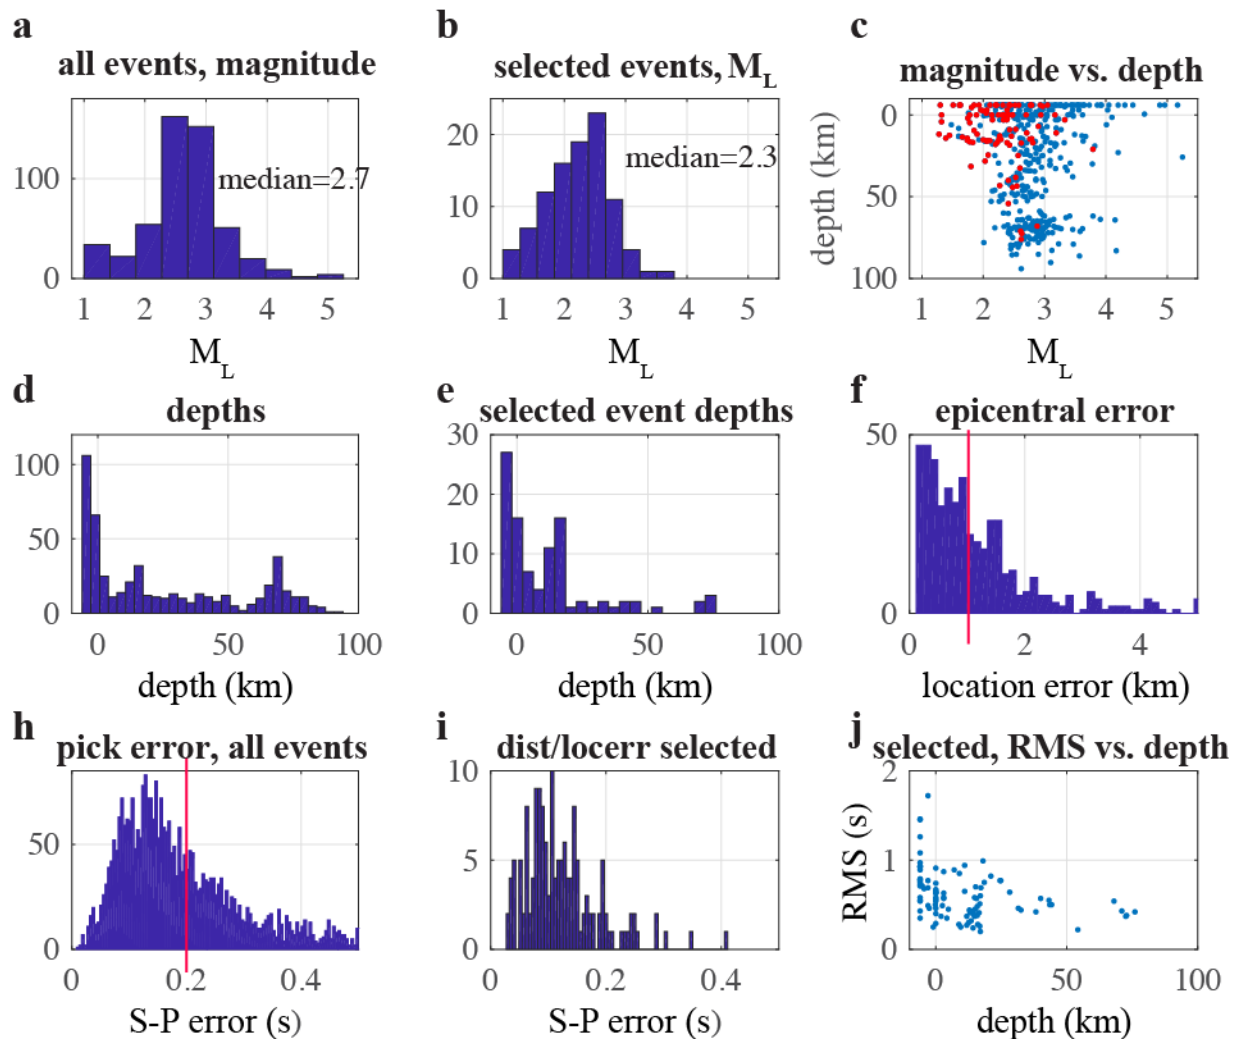 a
all events, magnitude
100
0
median=2.7
1 2 3 4 5
M_L
b
selected events, M_L
20
10
0
median=2.3
1 2 3 4 5
M_L
c
magnitude vs. depth
0
50
100
depth (km)
1 2 3 4 5
M_L
d
depths
100
50
0
0 50 100
depth (km)
e
selected event depths
30
20
10
0
0 50 100
depth (km)
f
epicentral error
50
0
0 2 4
location error (km)
h
pick error, all events
50
0
0 0.2 0.4
S-P error (s)
i
dist/locerr selected
10
5
0
0 0.2 0.4
S-P error (s)
j
selected, RMS vs. depth
2
1
0
RMS (s)
0 50 100
depth (km)